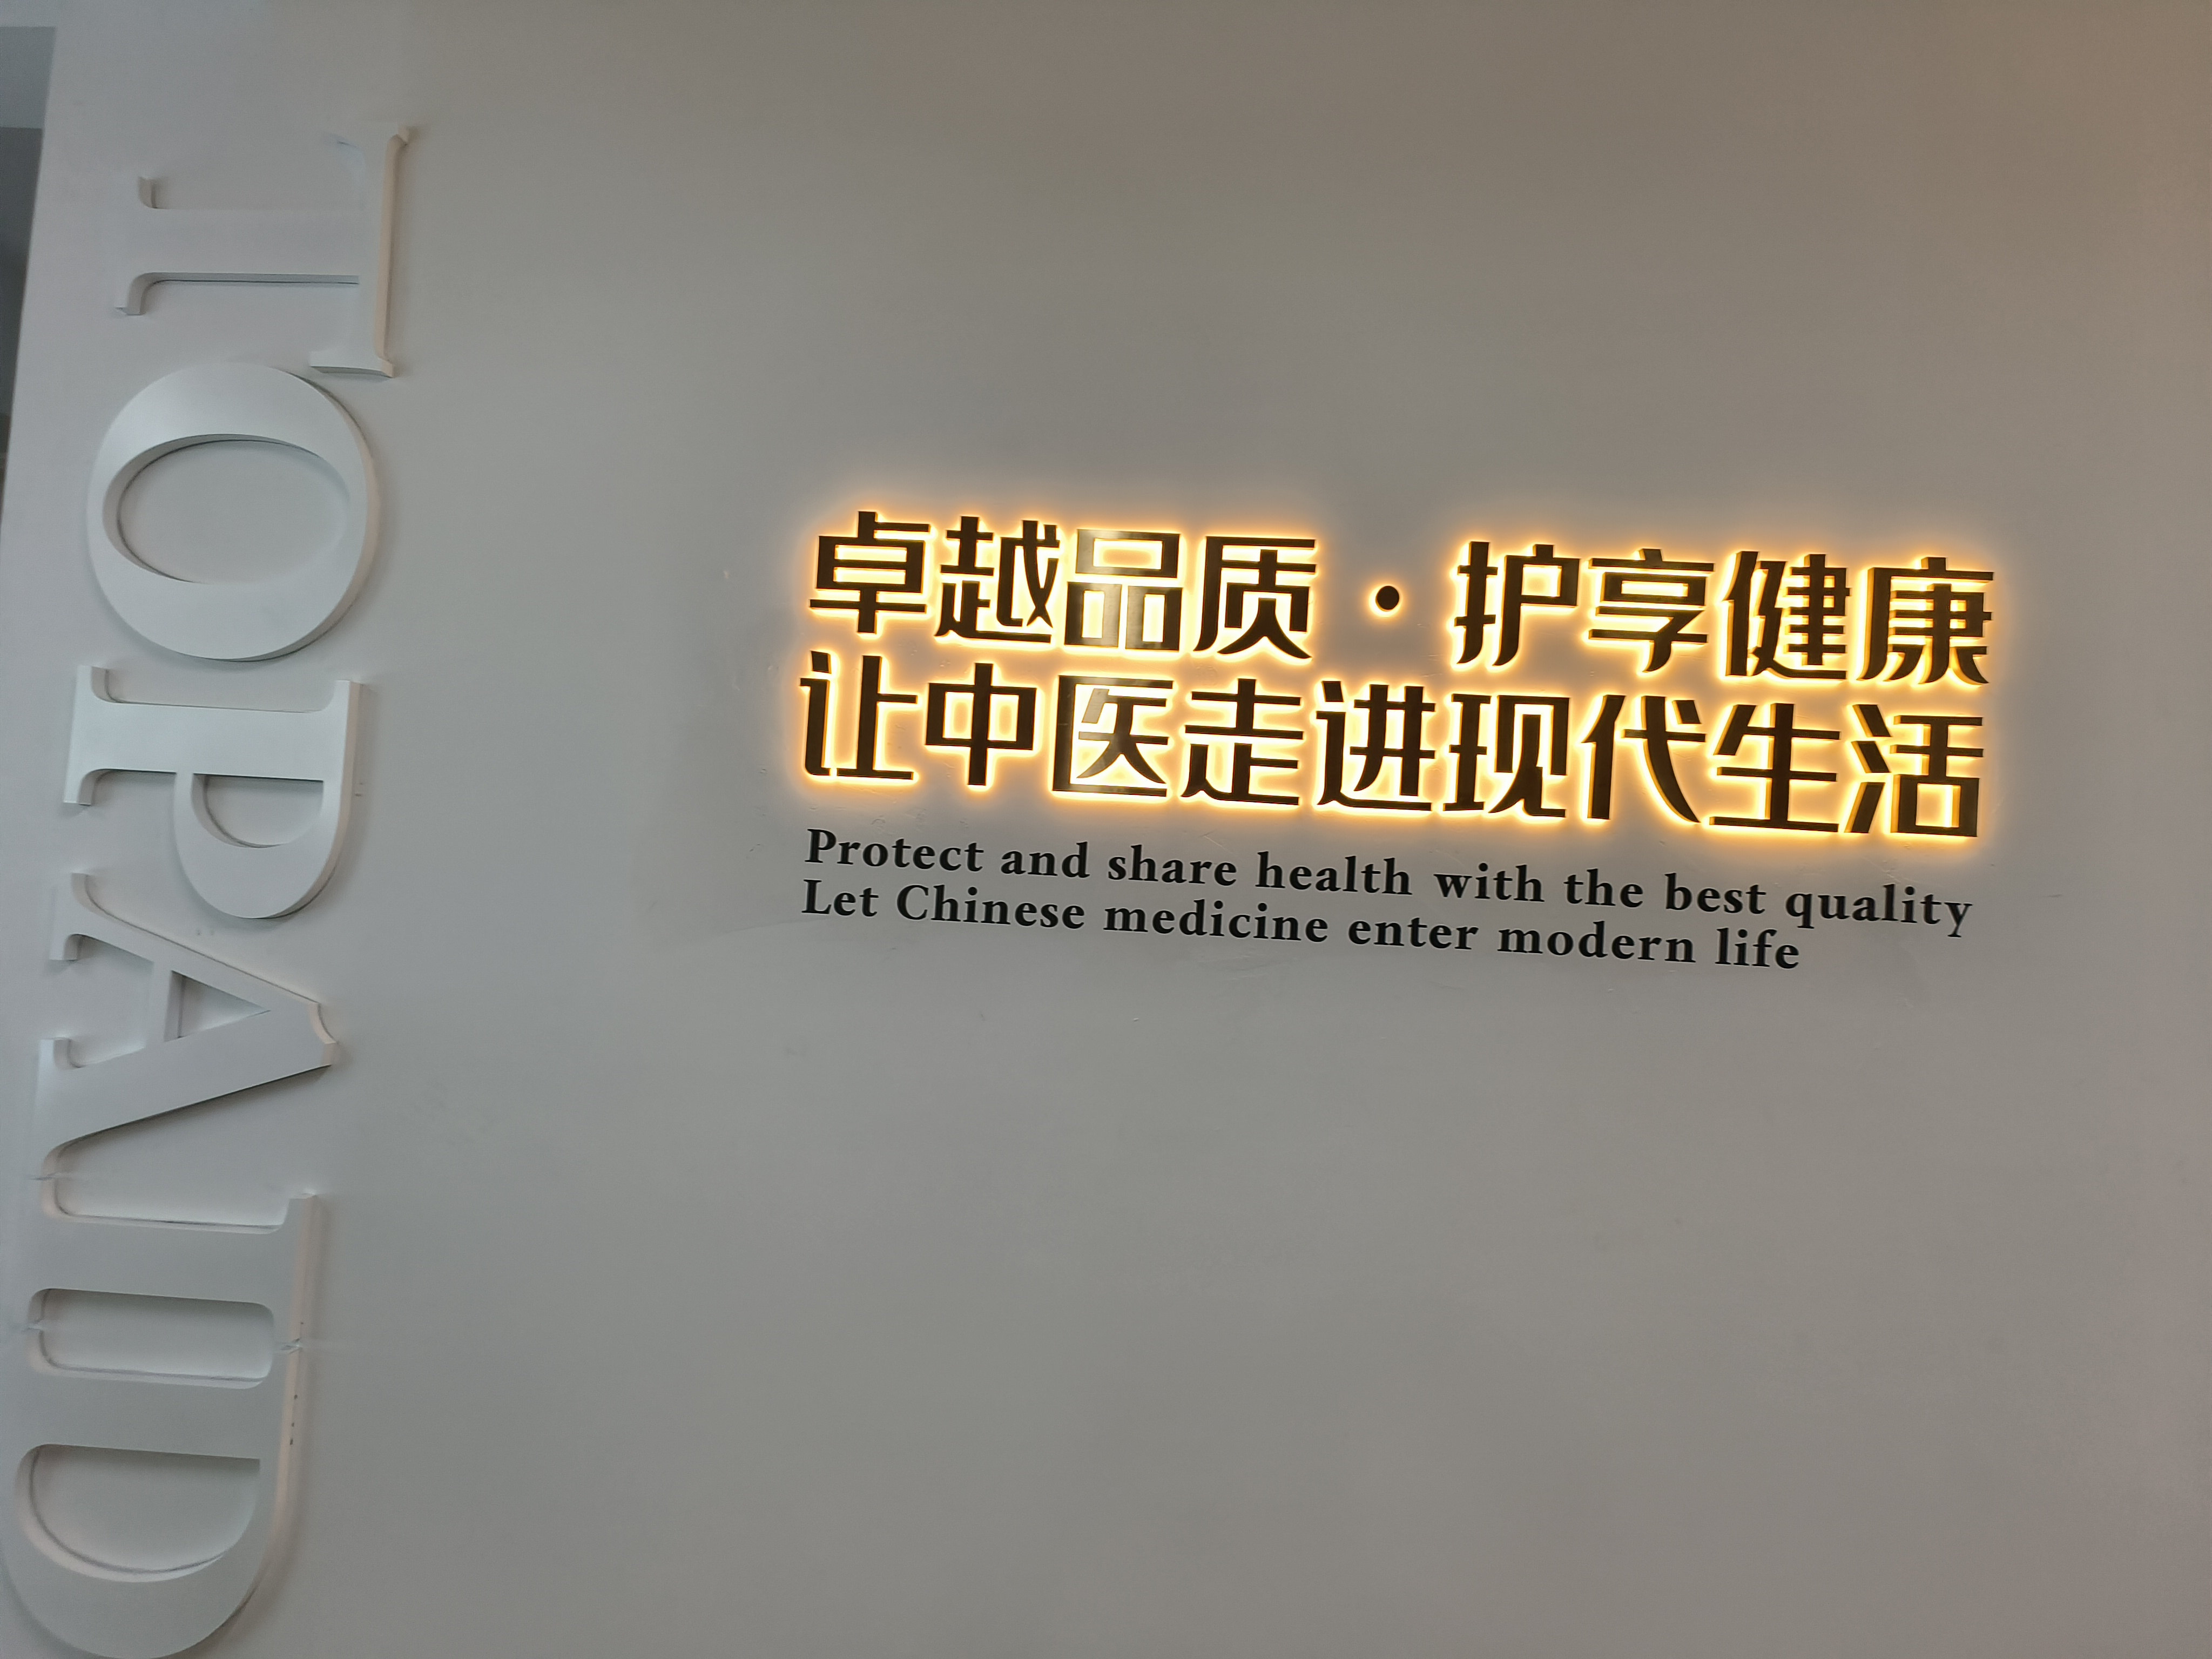 TOPAID
卓越品质·护享健康
让中医走进现代生活
Protect and share health with the best quality
Let Chinese medicine enter modern life